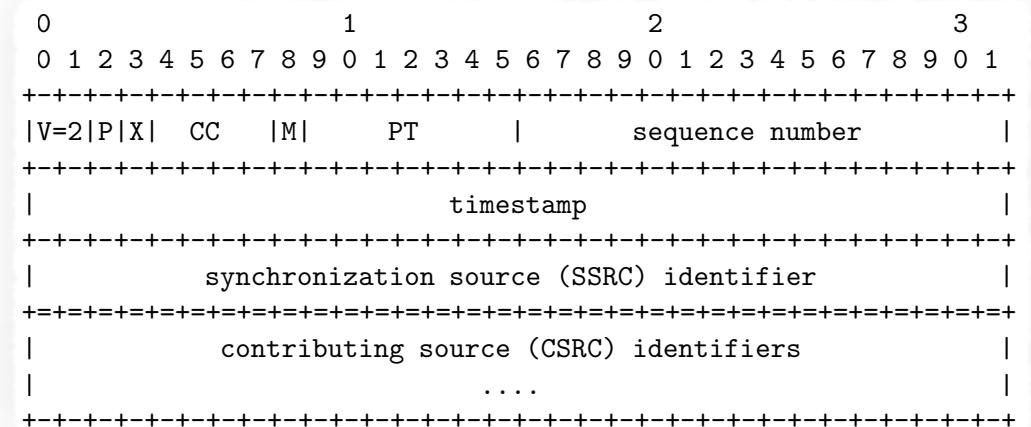 0                   1                   2                   3
 0 1 2 3 4 5 6 7 8 9 0 1 2 3 4 5 6 7 8 9 0 1 2 3 4 5 6 7 8 9 0 1
+-+-+-+-+-+-+-+-+-+-+-+-+-+-+-+-+-+-+-+-+-+-+-+-+-+-+-+-+-+-+-+-+
|V=2|P|X|  CC   |M|     PT      |       sequence number         |
+-+-+-+-+-+-+-+-+-+-+-+-+-+-+-+-+-+-+-+-+-+-+-+-+-+-+-+-+-+-+-+-+
|                           timestamp                           |
+-+-+-+-+-+-+-+-+-+-+-+-+-+-+-+-+-+-+-+-+-+-+-+-+-+-+-+-+-+-+-+-+
|           synchronization source (SSRC) identifier            |
+=+=+=+=+=+=+=+=+=+=+=+=+=+=+=+=+=+=+=+=+=+=+=+=+=+=+=+=+=+=+=+=+
|            contributing source (CSRC) identifiers             |
|                             ....                              |
+-+-+-+-+-+-+-+-+-+-+-+-+-+-+-+-+-+-+-+-+-+-+-+-+-+-+-+-+-+-+-+-+